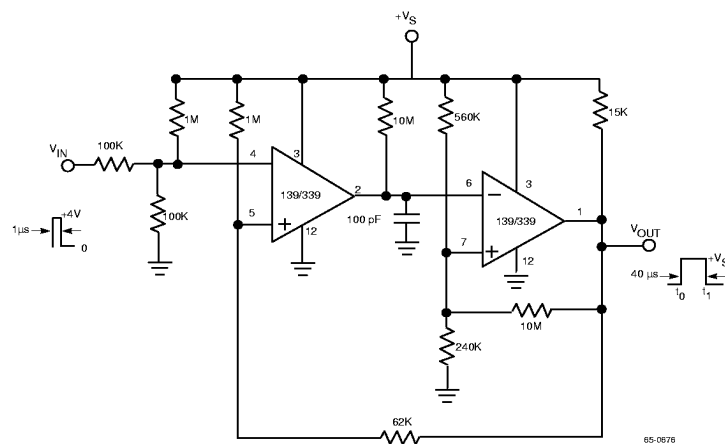 +VS
1M
1M
10M
560K
15K
VIN
100K
100K
4
3
139/339
2
5
+
12
100 pF
6
−
3
139/339
1
7
+
12
VOUT
1µs
+4V
0
40 µs
+VS
t0
t1
10M
240K
62K
65-0676